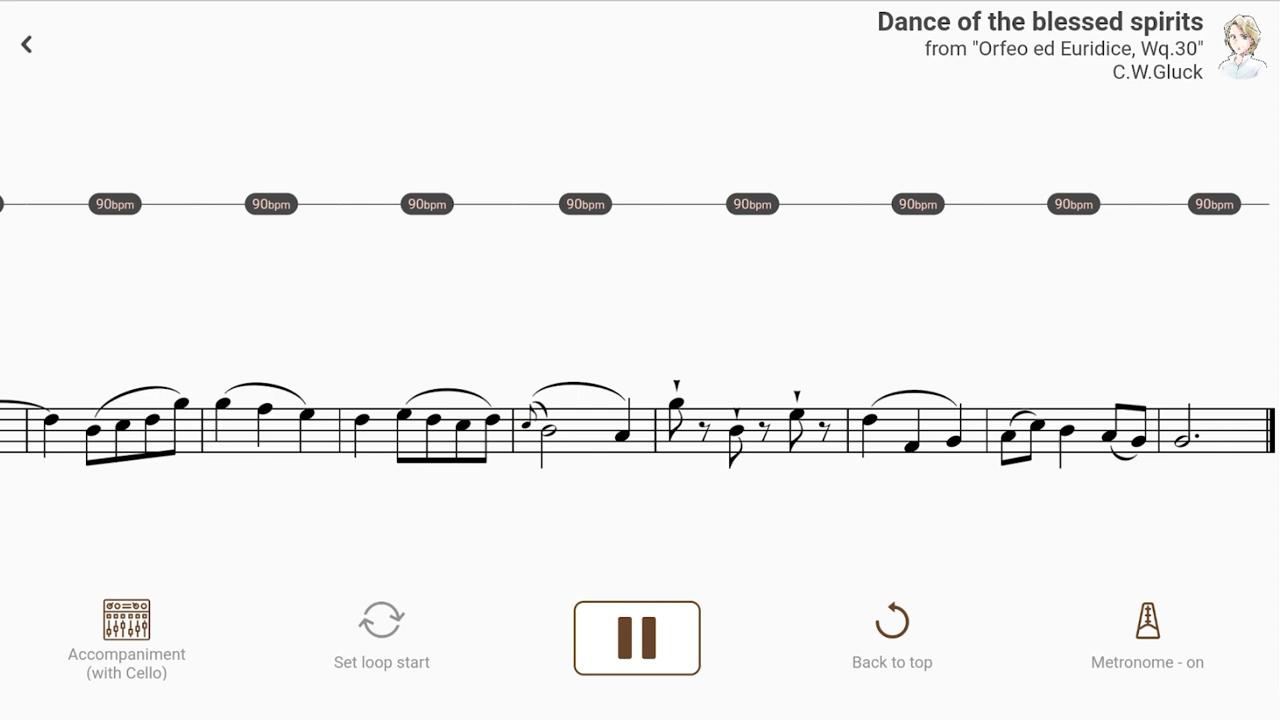 Dance of the blessed spirits
from "Orfeo ed Euridice, Wq.30"
C.W.Gluck
90bpm 90bpm 90bpm 90bpm 90bpm 90bpm 90bpm 90bpm
Accompaniment
(with Cello)
Set loop start
Back to top
Metronome - on